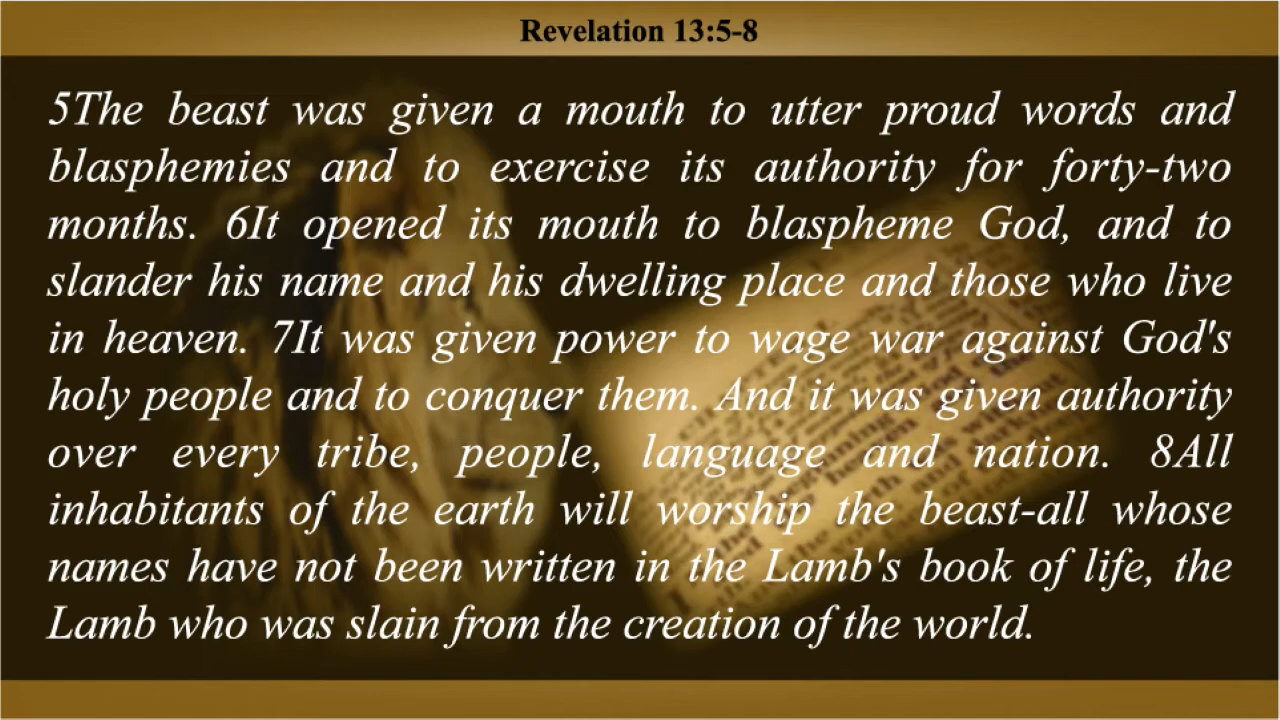 Revelation 13:5-8
5The beast was given a mouth to utter proud words and
blasphemies and to exercise its authority for forty-two
months. 6It opened its mouth to blaspheme God, and to
slander his name and his dwelling place and those who live
in heaven. 7It was given power to wage war against God's
holy people and to conquer them. And it was given authority
over every tribe, people, language and nation. 8All
inhabitants of the earth will worship the beast-all whose
names have not been written in the Lamb's book of life, the
Lamb who was slain from the creation of the world.